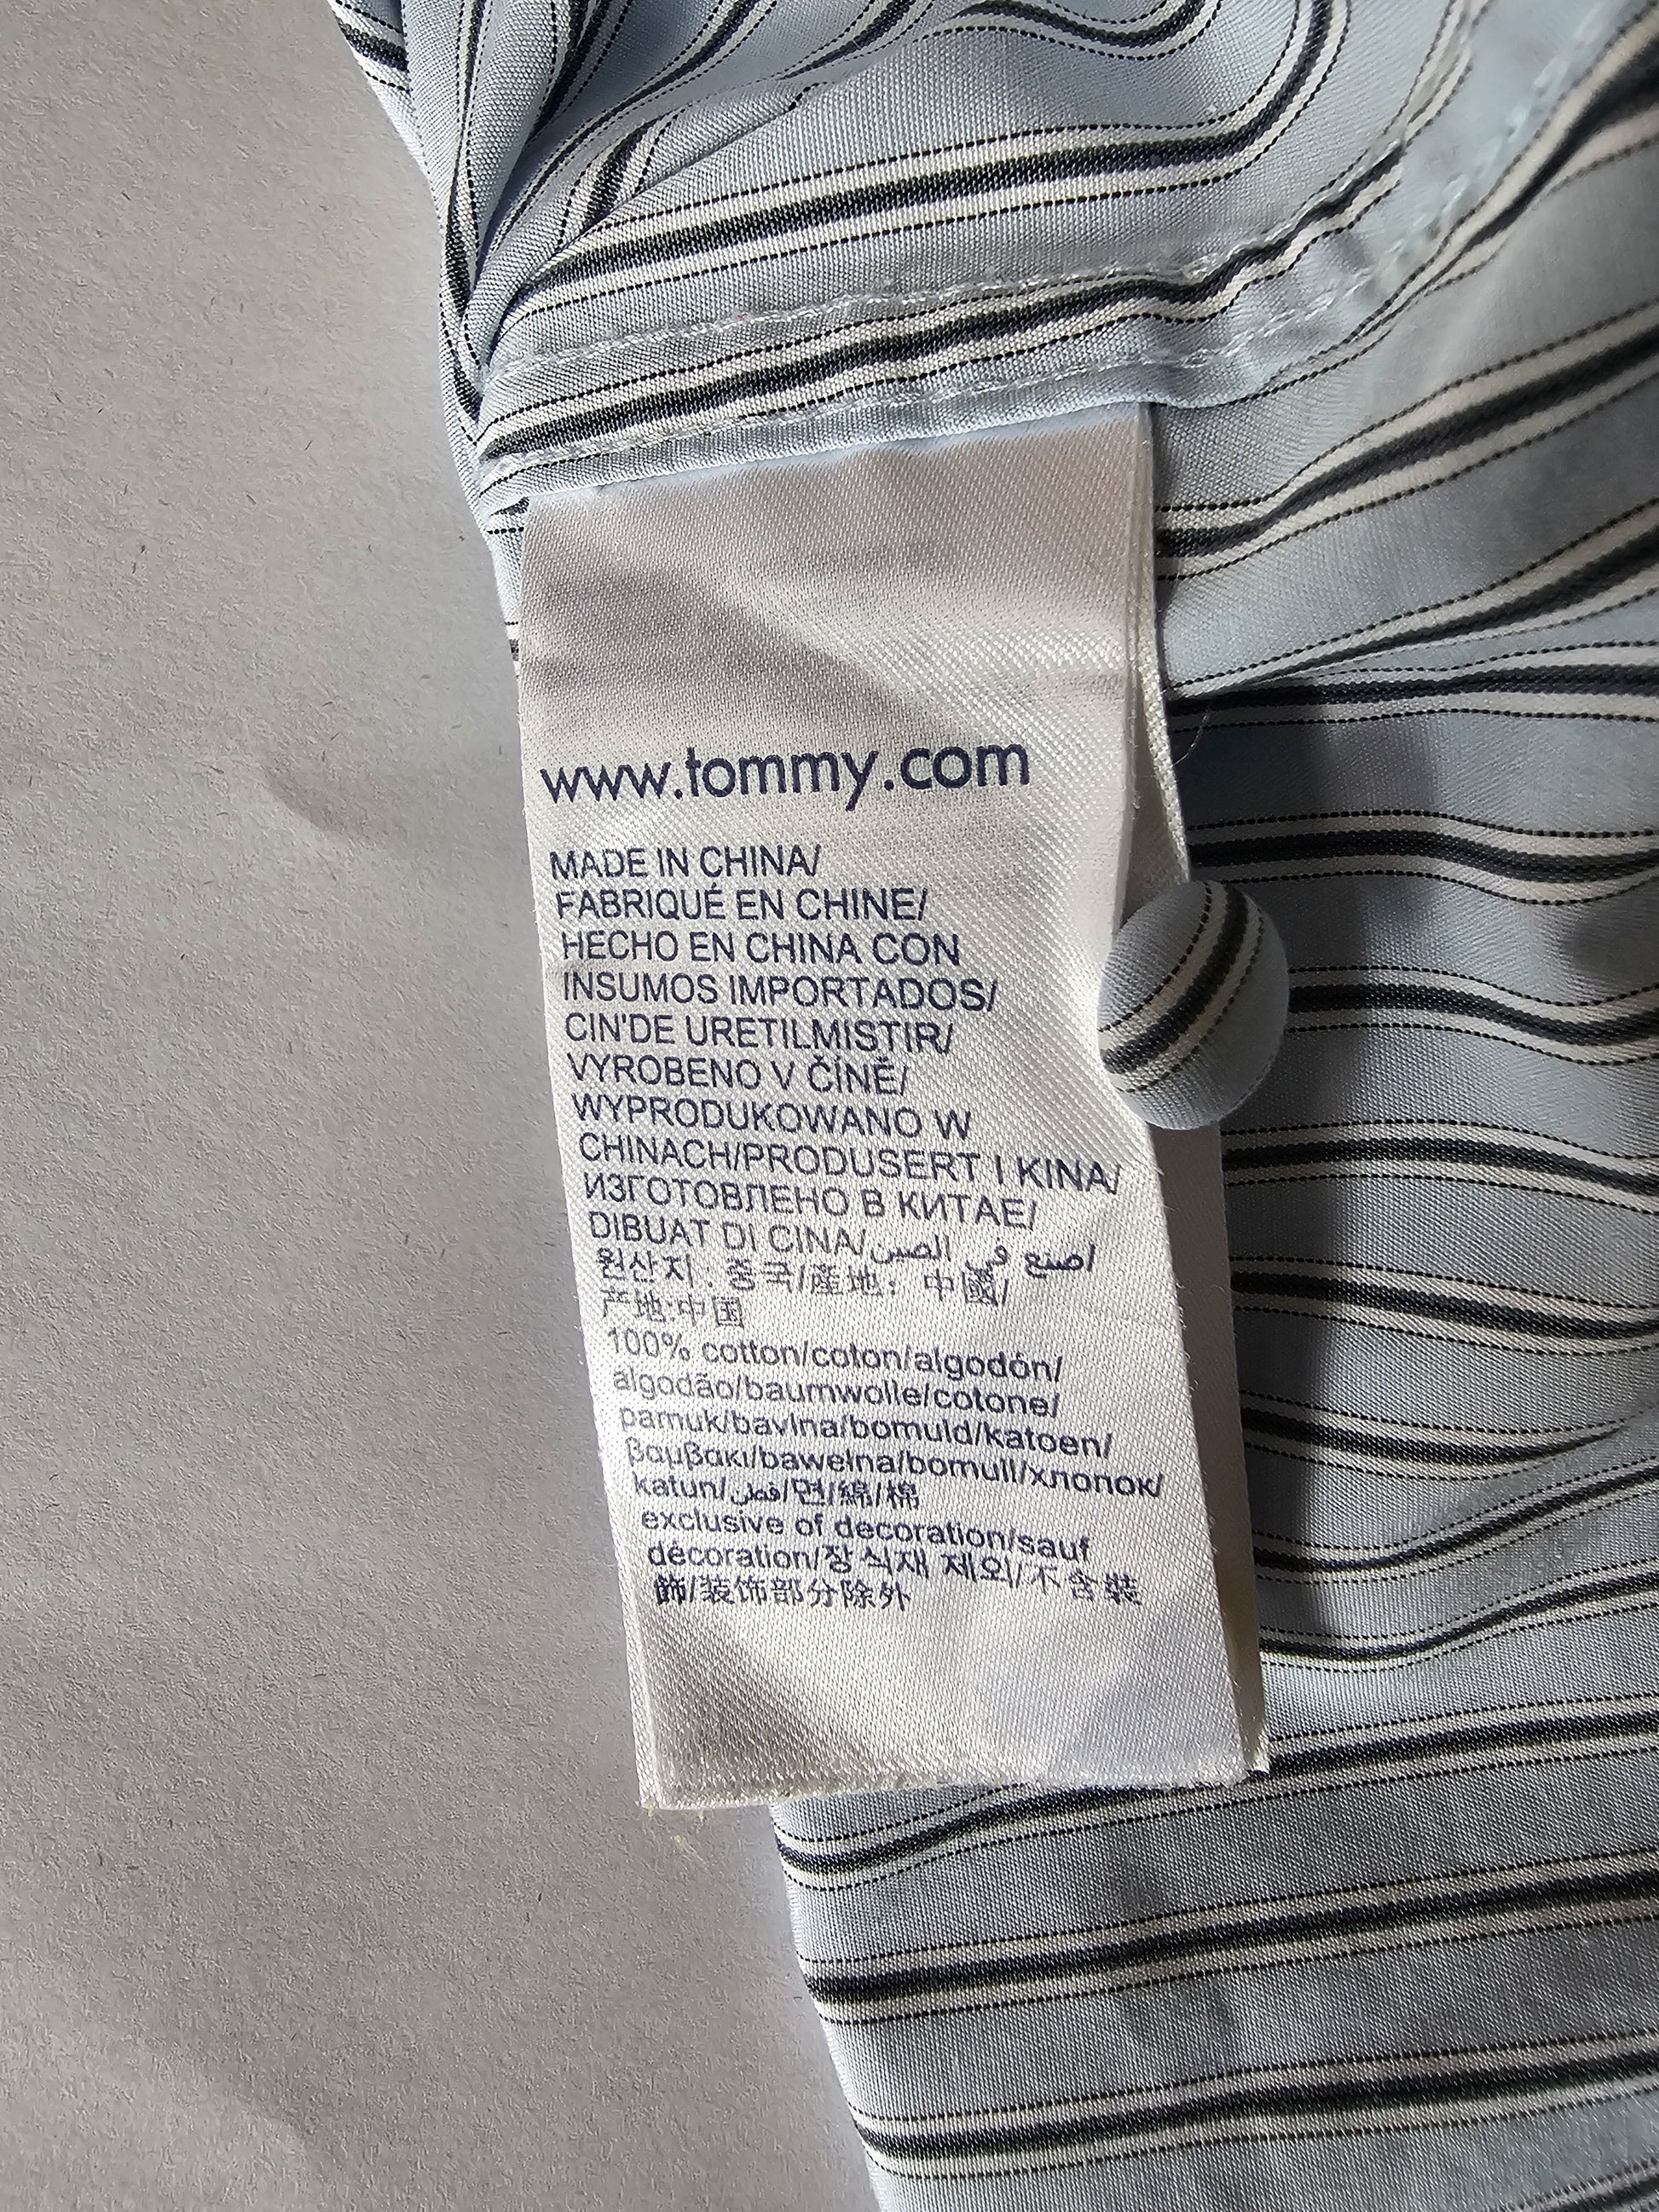 www.tommy.com
MADE IN CHINA/
FABRIQUÉ EN CHINE/
HECHO EN CHINA CON
INSUMOS IMPORTADOS/
CIN'DE URETILMISTIR/
VYROBENO V ČÍNĚ/
WYPRODUKOWANO W
CHINACH/PRODUSERT I KINA/
ИЗГОТОВЛЕНО В КИТАЕ/
DIBUAT DI CINA/اصنع في الصين
원산지 . 중국/產地: 中國/
产地:中国
100% cotton/coton/algodón/
algodão/baumwolle/cotone/
pamuk/bavlna/bomuld/katoen/
βαμβακι/bawełna/bomull/хлопок/
katun/قطن/면/綿/棉
exclusive of decoration/sauf
décoration/장식재 제외/不含裝
飾/装饰部分除外